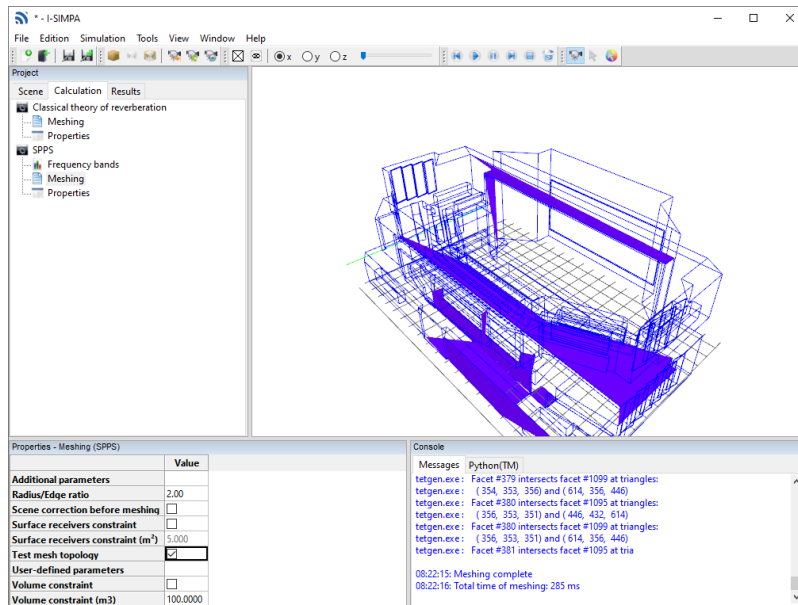 * - I-SIMPA
File Edition Simulation Tools View Window Help
x y z
Project
Scene Calculation Results
Classical theory of reverberation
Meshing
Properties
SPPS
Frequency bands
Meshing
Properties
Properties - Meshing (SPPS)
Value
Additional parameters
Radius/Edge ratio 2.00
Scene correction before meshing
Surface receivers constraint
Surface receivers constraint (m²) 5.000
Test mesh topology
User-defined parameters
Volume constraint
Volume constraint (m3) 100.0000
Console
Messages Python(TM)
tetgen.exe : Facet #379 intersects facet #1099 at triangles:
tetgen.exe : ( 354, 353, 356) and ( 614, 356, 446)
tetgen.exe : Facet #380 intersects facet #1095 at triangles:
tetgen.exe : ( 356, 353, 351) and ( 446, 432, 614)
tetgen.exe : Facet #380 intersects facet #1099 at triangles:
tetgen.exe : ( 356, 353, 351) and ( 614, 356, 446)
tetgen.exe : Facet #381 intersects facet #1095 at tria
08:22:15: Meshing complete
08:22:16: Total time of meshing: 285 ms